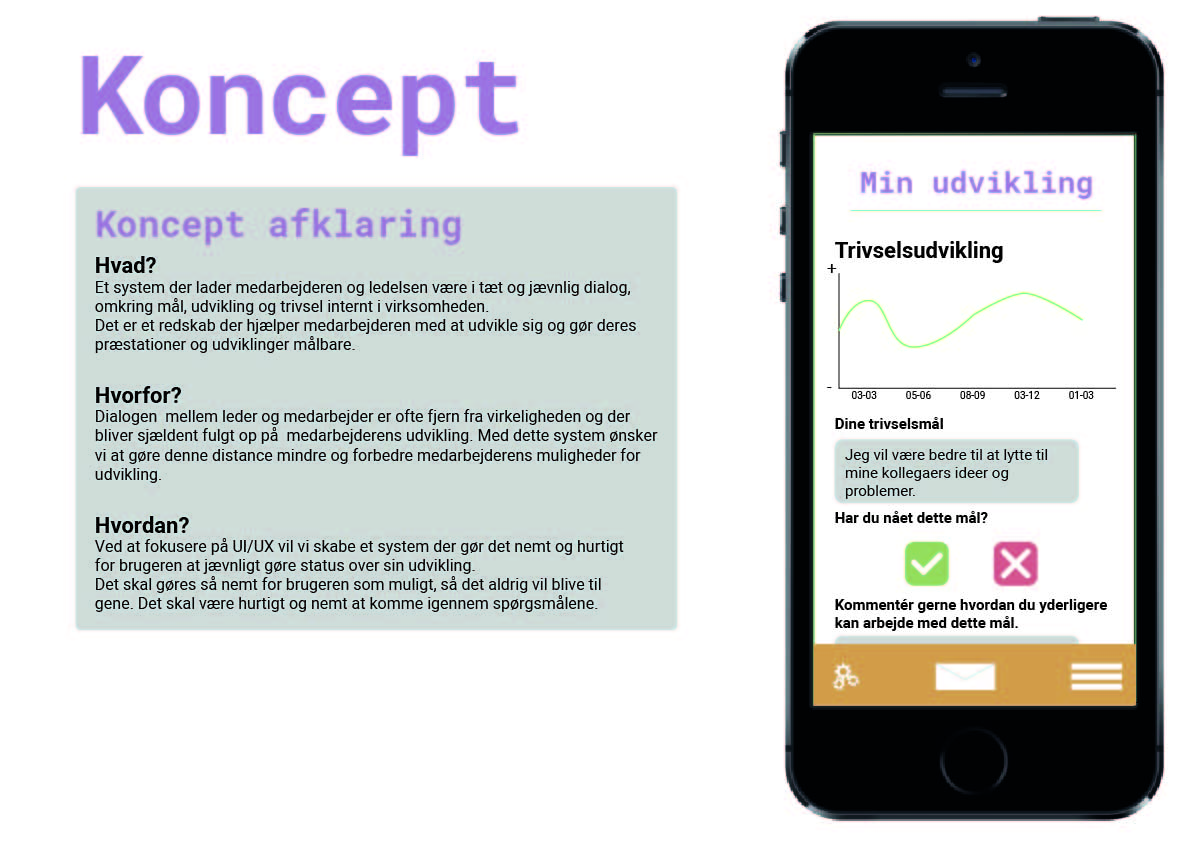 Koncept
Koncept afklaring
Hvad?
Et system der lader medarbejderen og ledelsen være i tæt og jævnlig dialog,
omkring mål, udvikling og trivsel internt i virksomheden.
Det er et redskab der hjælper medarbejderen med at udvikle sig og gør deres
præstationer og udviklinger målbare.
Hvorfor?
Dialogen  mellem leder og medarbejder er ofte fjern fra virkeligheden og der
bliver sjældent fulgt op på  medarbejderens udvikling. Med dette system ønsker
vi at gøre denne distance mindre og forbedre medarbejderens muligheder for
udvikling.
Hvordan?
Ved at fokusere på UI/UX vil vi skabe et system der gør det nemt og hurtigt
for brugeren at jævnligt gøre status over sin udvikling.
Det skal gøres så nemt for brugeren som muligt, så det aldrig vil blive til
gene. Det skal være hurtigt og nemt at komme igennem spørgsmålene.
Min udvikling
Trivselsudvikling
+
-
03-03 05-06 08-09 03-12 01-03
Dine trivselsmål
Jeg vil være bedre til at lytte til
mine kollegaers ideer og
problemer.
Har du nået dette mål?
Kommentér gerne hvordan du yderligere
kan arbejde med dette mål.